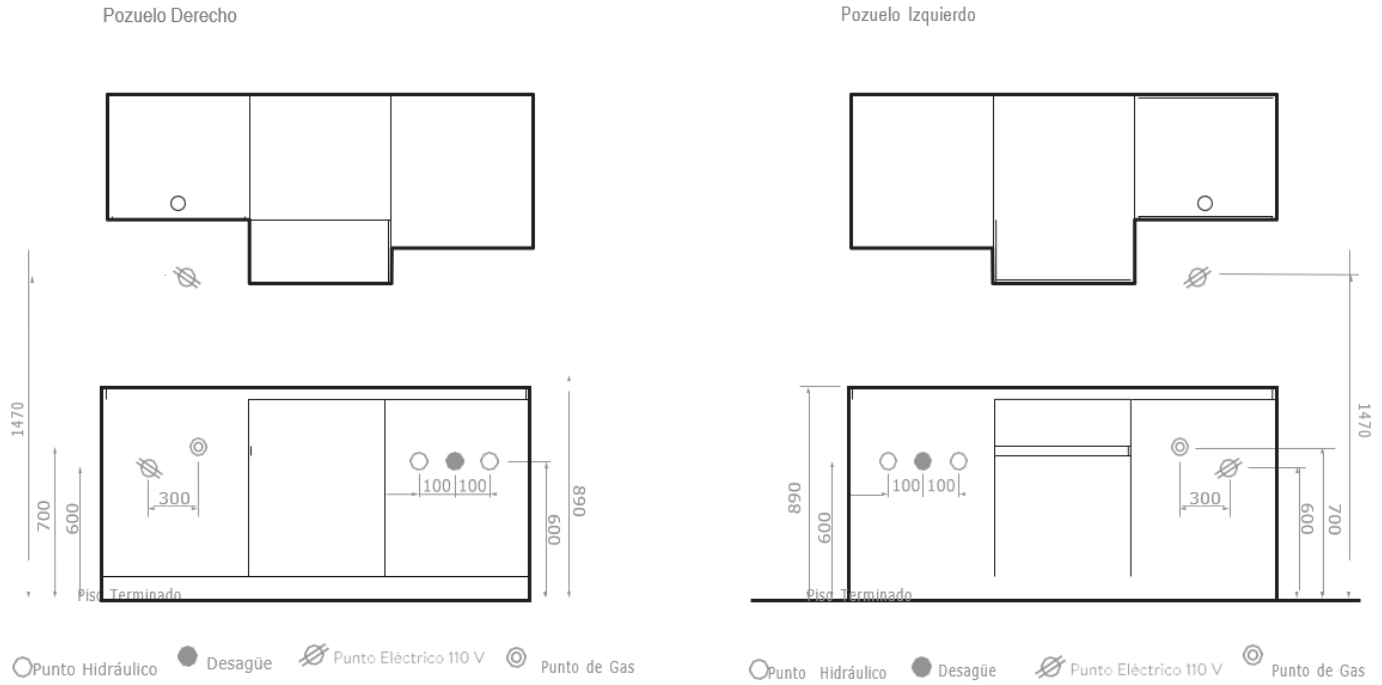 Pozuelo Derecho
Pozuelo Izquierdo
1470
700
600
300
100 100
600
890
Piso Terminado
890
600
100 100
300
600
700
1470
Piso Terminado
Punto Hidráulico Desagüe Punto Eléctrico 110 V Punto de Gas
Punto Hidráulico Desagüe Punto Eléctrico 110 V Punto de Gas